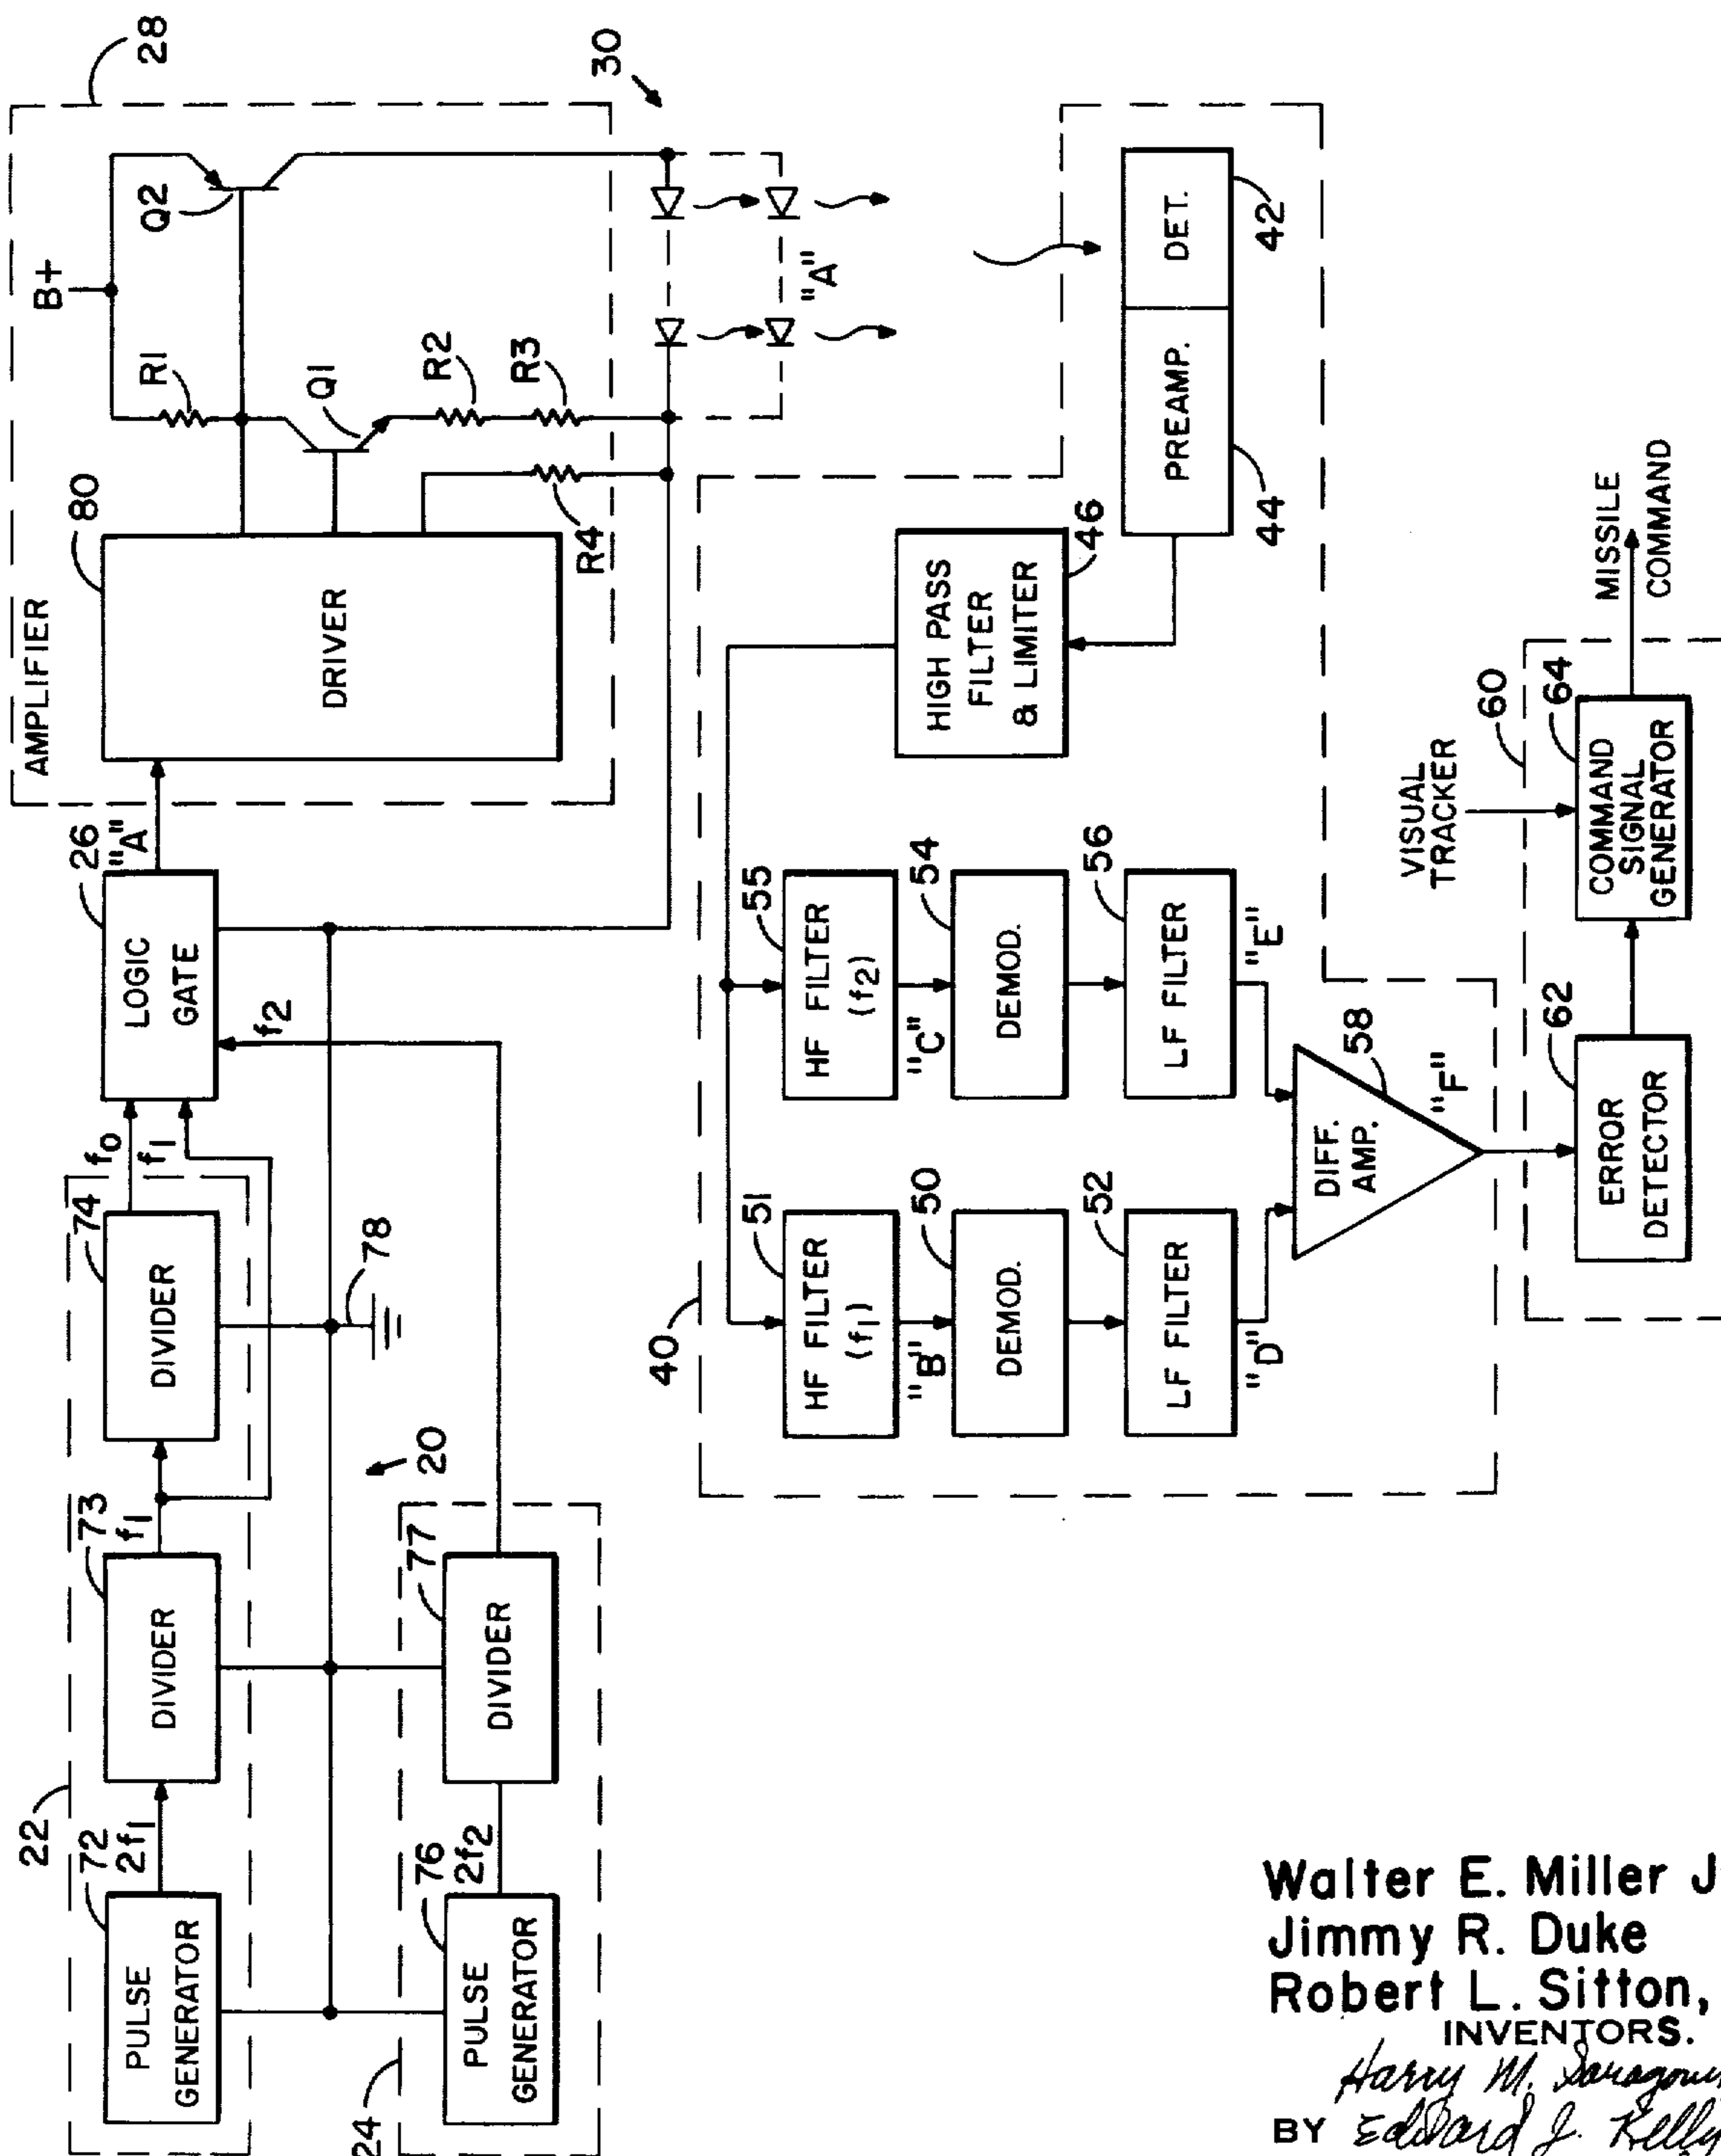 28
30
AMPLIFIER
80
DRIVER
B+
R1
Q1
Q2
R2
R3
R4
"A"
26
"A"
LOGIC
GATE
f2
f0
f1
22
72
2f1
PULSE
GENERATOR
73
f1
DIVIDER
74
DIVIDER
78
20
24
76
2f2
PULSE
GENERATOR
77
DIVIDER
40
42
DET.
44
PREAMP.
46
HIGH PASS
FILTER
& LIMITER
55
HF FILTER
(f2)
"C"
54
DEMOD.
56
LF FILTER
"E"
51
HF FILTER
(f1)
"B"
50
DEMOD.
52
LF FILTER
"D"
DIFF.
AMP.
58
"F"
60
62
ERROR
DETECTOR
64
COMMAND
SIGNAL
GENERATOR
VISUAL
TRACKER
MISSILE
COMMAND
Walter E. Miller J
Jimmy R. Duke
Robert L. Sitton,
INVENTORS.
Harry M.
BY Edward J. Kelly